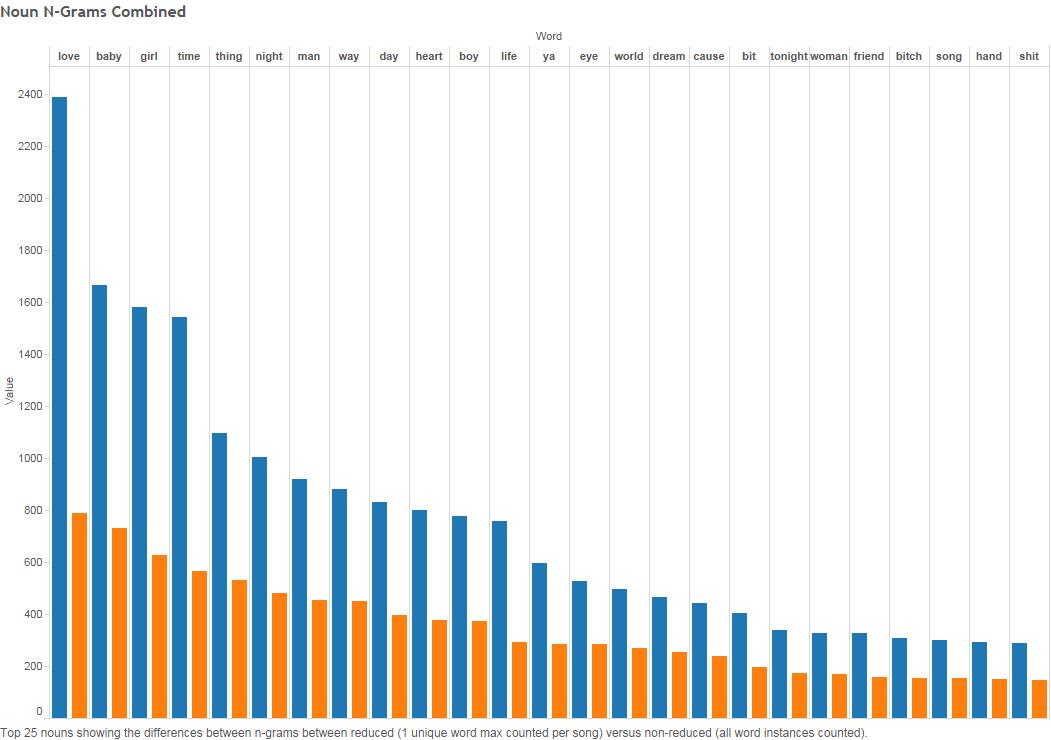 Noun N-Grams Combined
Word
love baby girl time thing night man way day heart boy life ya eye world dream cause bit tonight woman friend bitch song hand shit
2400
2200
2000
1800
1600
1400
1200
1000
800
600
400
200
0
Value
Top 25 nouns showing the differences between n-grams between reduced (1 unique word max counted per song) versus non-reduced (all word instances counted).